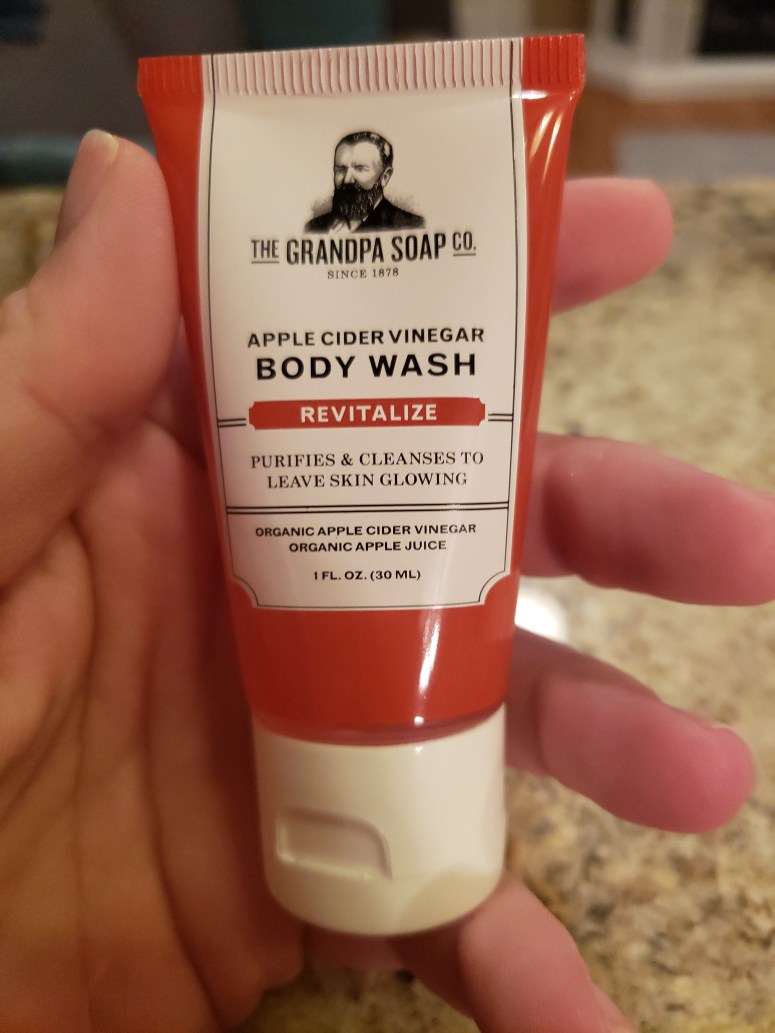 THE GRANDPA SOAP CO.
SINCE 1878
APPLE CIDER VINEGAR
BODY WASH
REVITALIZE
PURIFIES & CLEANSES TO
LEAVE SKIN GLOWING
ORGANIC APPLE CIDER VINEGAR
ORGANIC APPLE JUICE
1 FL. OZ. (30 ML)